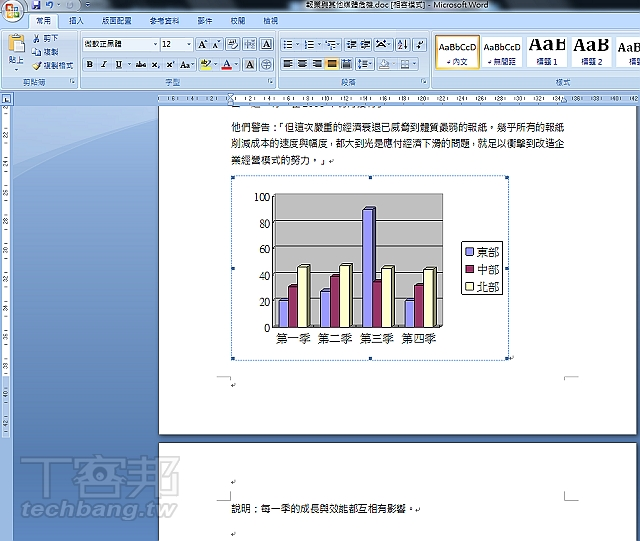 報業與其他媒體危機.doc [相容模式] - Microsoft Word
常用 插入 版面配置 參考資料 郵件 校閱 檢視
貼上
剪下
複製
複製格式
剪貼簿
微軟正黑體 12
B I U abc x₂ x² Aa
字型
段落
AaBbCcD AaBbCcD AaB AaB
內文 無間距 標題 1 標題 2 標
樣式
他們警告:「但這次嚴重的經濟衰退已威脅到體質最弱的報紙。幾乎所有的報紙
削減成本的速度與幅度,都大到光是應付經濟下滑的問題,就足以衝擊到改造企
業經營模式的努力。」
100
80
60
40
20
0
第一季 第二季 第三季 第四季
東部
中部
北部
T客邦
techbang.tw
說明:每一季的成長與效能都互相有影響。